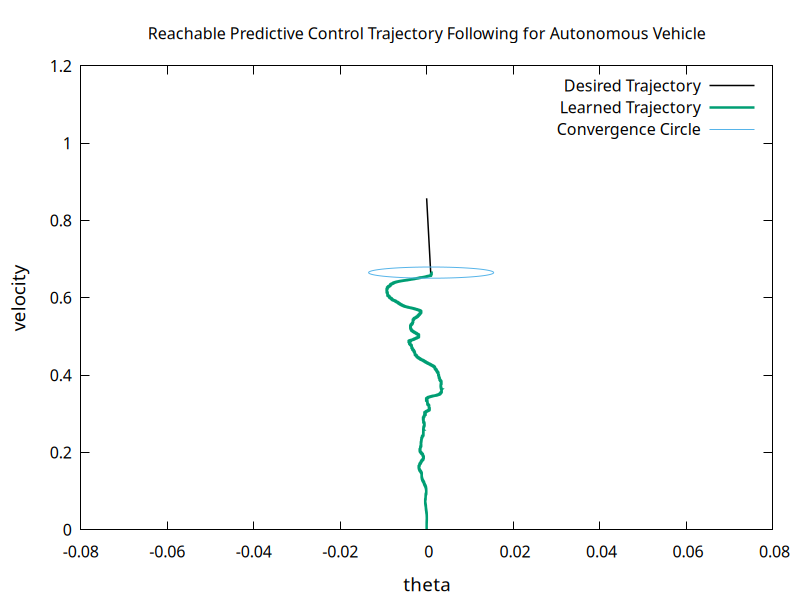 Reachable Predictive Control Trajectory Following for Autonomous Vehicle
1.2
1
0.8
0.6
0.4
0.2
0
velocity
Desired Trajectory
Learned Trajectory
Convergence Circle
-0.08 -0.06 -0.04 -0.02 0 0.02 0.04 0.06 0.08
theta